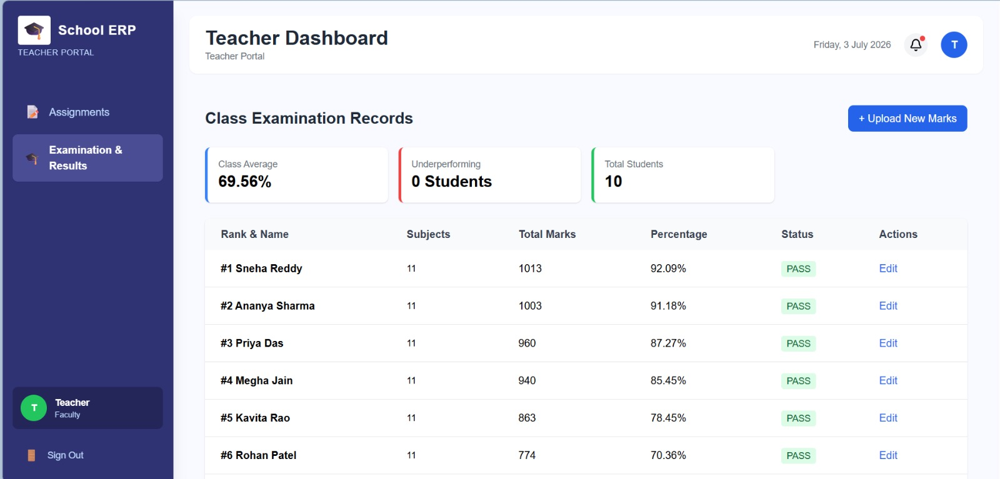 School ERP
TEACHER PORTAL
Assignments
Examination &
Results
T
Teacher
Faculty
Sign Out
Teacher Dashboard
Teacher Portal
Friday, 3 July 2026
T
Class Examination Records
+ Upload New Marks
Class Average
69.56%
Underperforming
0 Students
Total Students
10
Rank & Name Subjects Total Marks Percentage Status Actions
#1 Sneha Reddy 11 1013 92.09% PASS Edit
#2 Ananya Sharma 11 1003 91.18% PASS Edit
#3 Priya Das 11 960 87.27% PASS Edit
#4 Megha Jain 11 940 85.45% PASS Edit
#5 Kavita Rao 11 863 78.45% PASS Edit
#6 Rohan Patel 11 774 70.36% PASS Edit